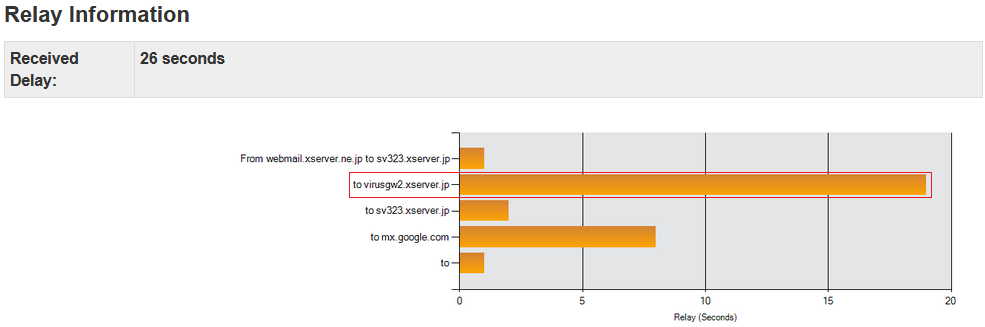 Relay Information
Received Delay:
26 seconds
From webmail.xserver.ne.jp to sv323.xserver.jp
to virusgw2.xserver.jp
to sv323.xserver.jp
to mx.google.com
to
0 5 10 15 20
Relay (Seconds)